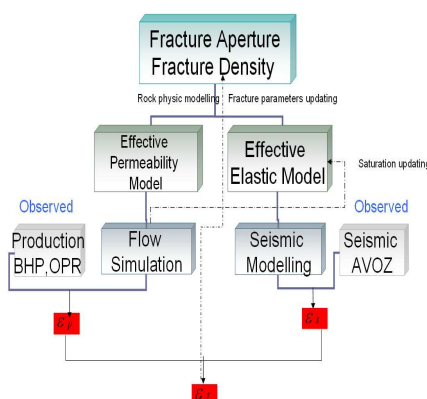 Fracture Aperture
Fracture Density
Rock physic modelling
Fracture parameters updating
Effective
Permeability
Model
Effective
Elastic Model
Saturation updating
Observed
Observed
Production
BHP,OPR
Flow
Simulation
Seismic
Modelling
Seismic
AVOZ
ε p